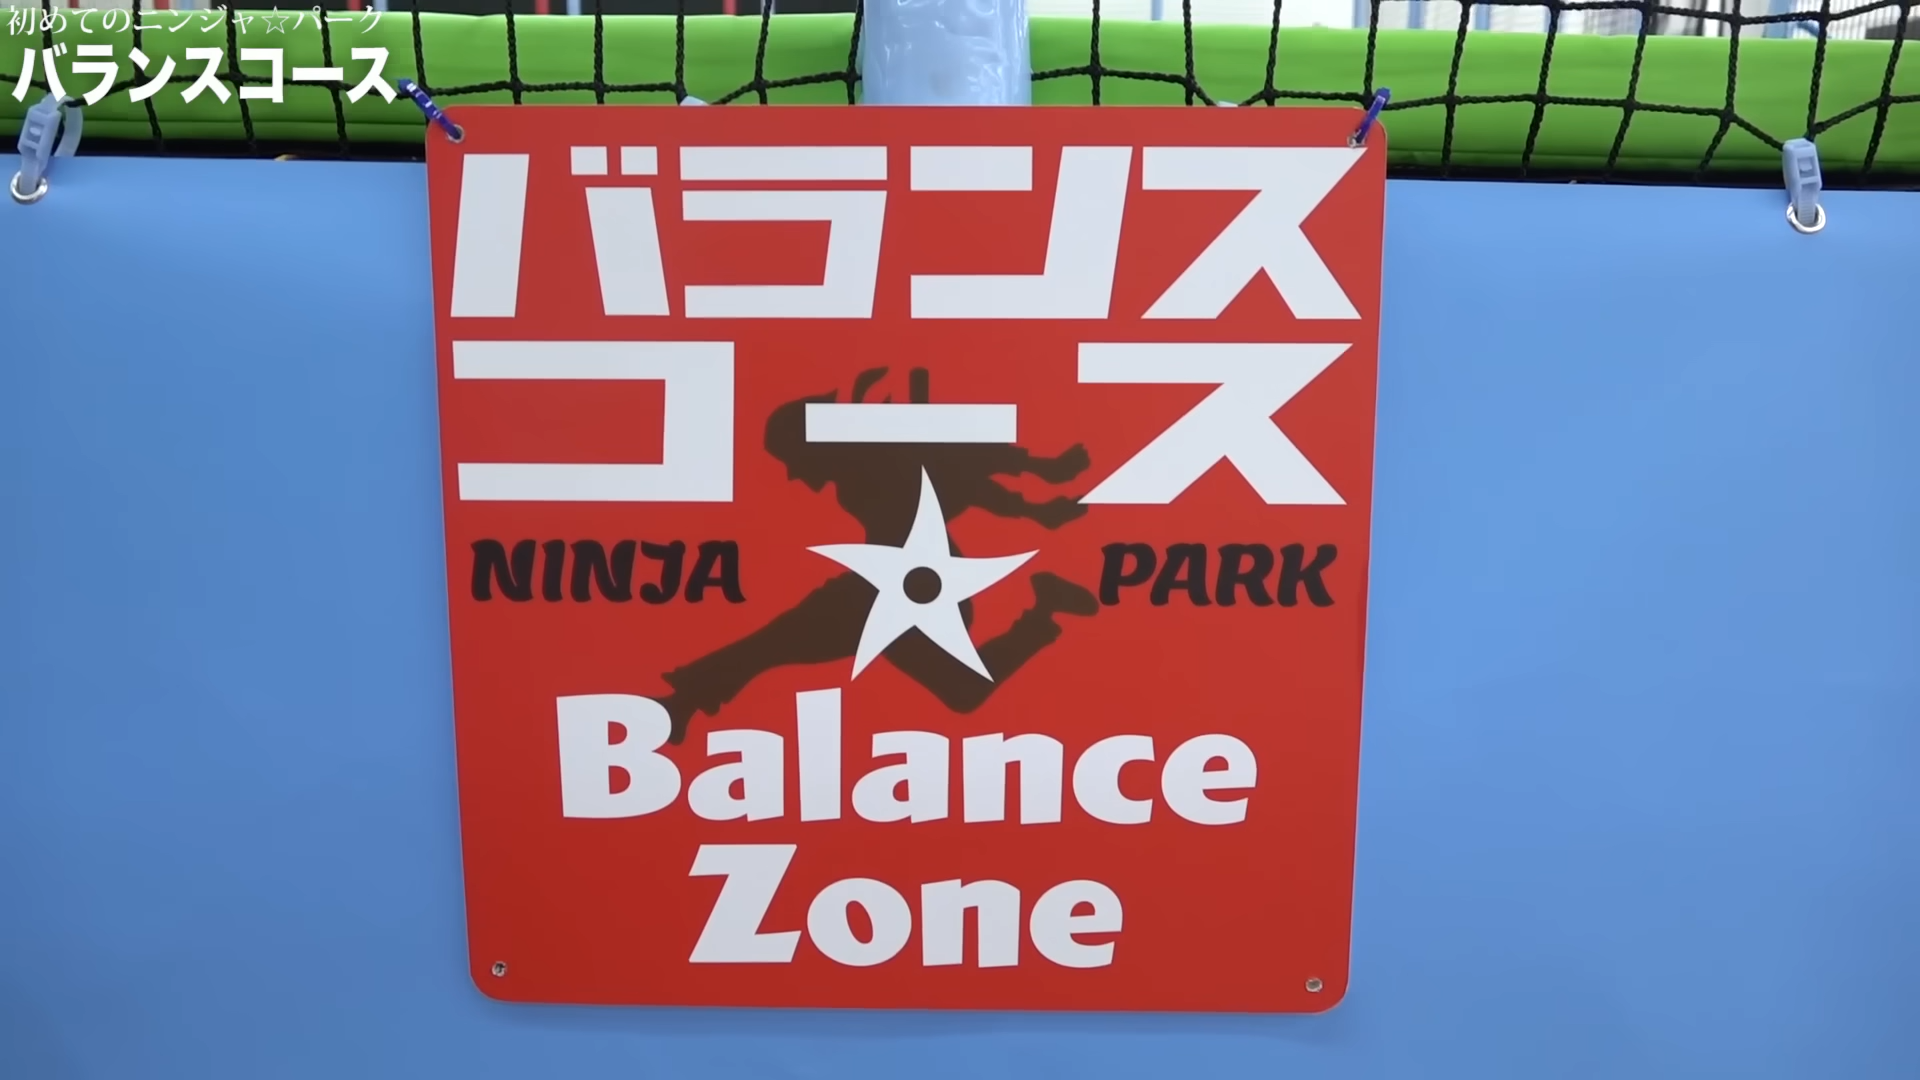 初めてのニンジャ☆パーク
バランスコース
バランス
コース
NINJA PARK
Balance
Zone